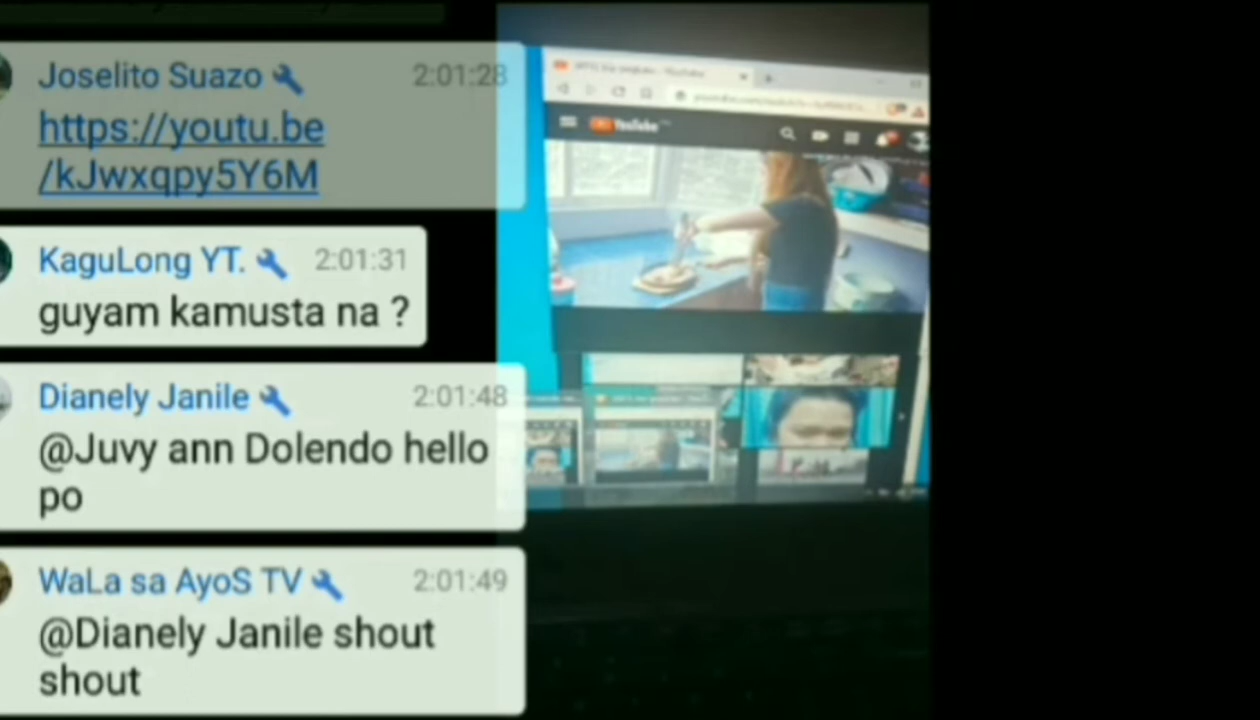 Joselito Suazo 2:01:28
https://youtu.be
/kJwxqpy5Y6M
KaguLong YT. 2:01:31
guyam kamusta na ?
Dianely Janile 2:01:48
@Juvy ann Dolendo hello
po
WaLa sa AyoS TV 2:01:49
@Dianely Janile shout
shout
YouTube